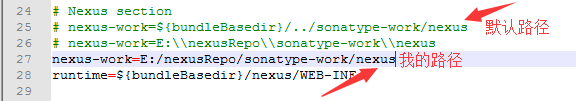 24 # Nexus section
25 # nexus-work=${bundleBasedir}/../sonatype-work/nexus 默认路径
26 # nexus-work=E:\\nexusRepo\\sonatype-work\\nexus
27 nexus-work=E:/nexusRepo/sonatype-work/nexus 我的路径
28 runtime=${bundleBasedir}/nexus/WEB-INF